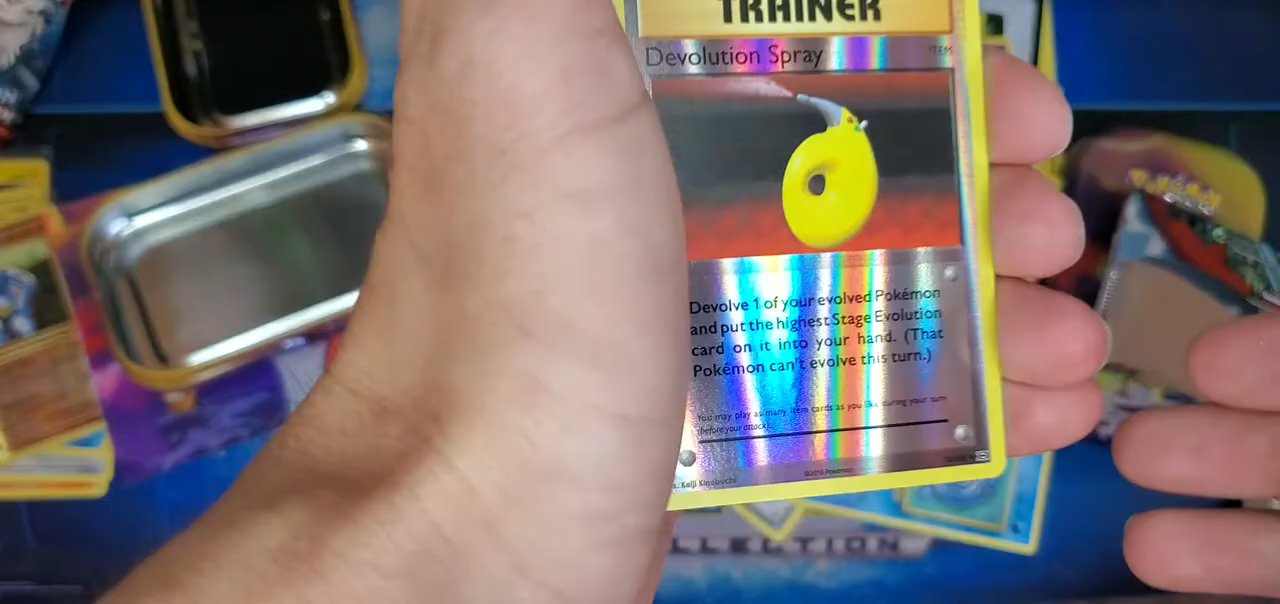 TRAINER
Devolution Spray ITEM
Pokémon
Devolve 1 of your evolved Pokémon
and put the highest Stage Evolution
card on it into your hand. (That
Pokémon can't evolve this turn.)
You may play as many Item cards as you like during your turn
(before your attack).
©2016 Pokémon
Keiji Kinebuchi
LLECTION